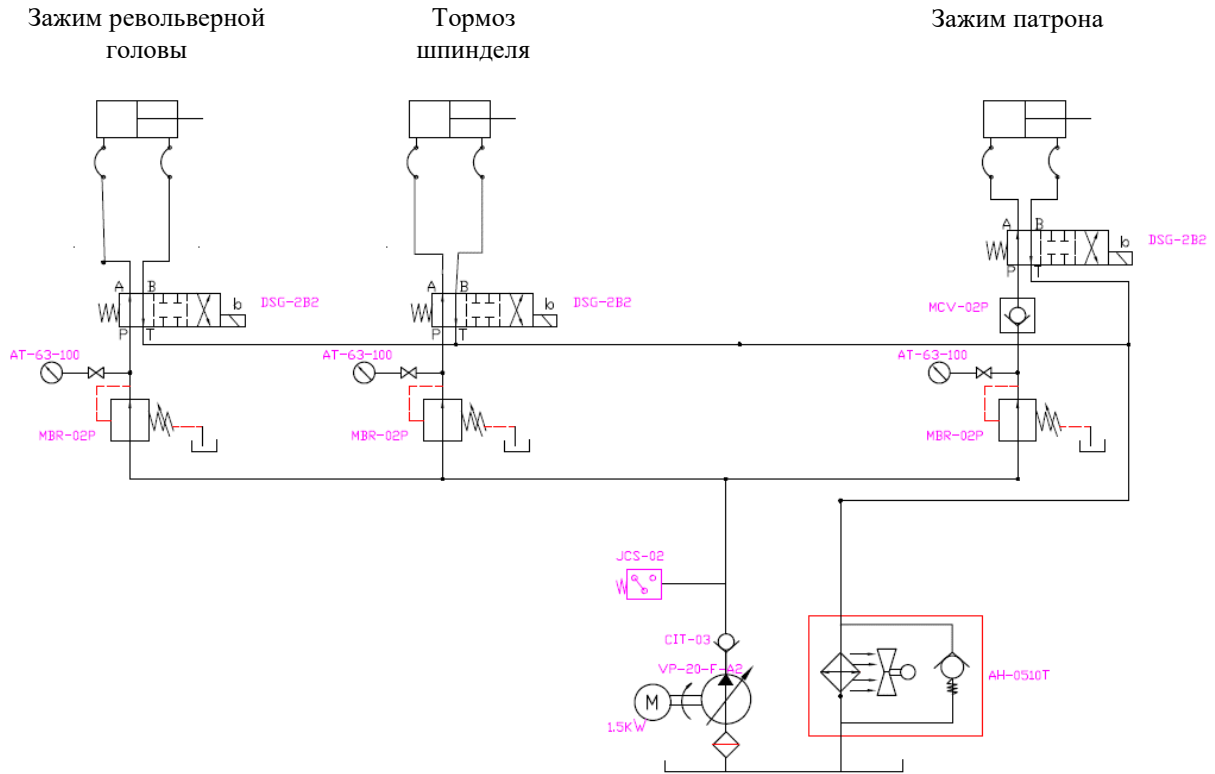 Зажим револьверной
головы
Тормоз
шпинделя
Зажим патрона
A B
DSG-2B2
P T
b
A B
DSG-2B2
P T
b
A B
DSG-2B2
P T
b
MCV-02P
AT-63-100
AT-63-100
AT-63-100
MBR-02P
MBR-02P
MBR-02P
JCS-02
CIT-03
VP-20-F-A2
M
1.5KW
AH-0510T